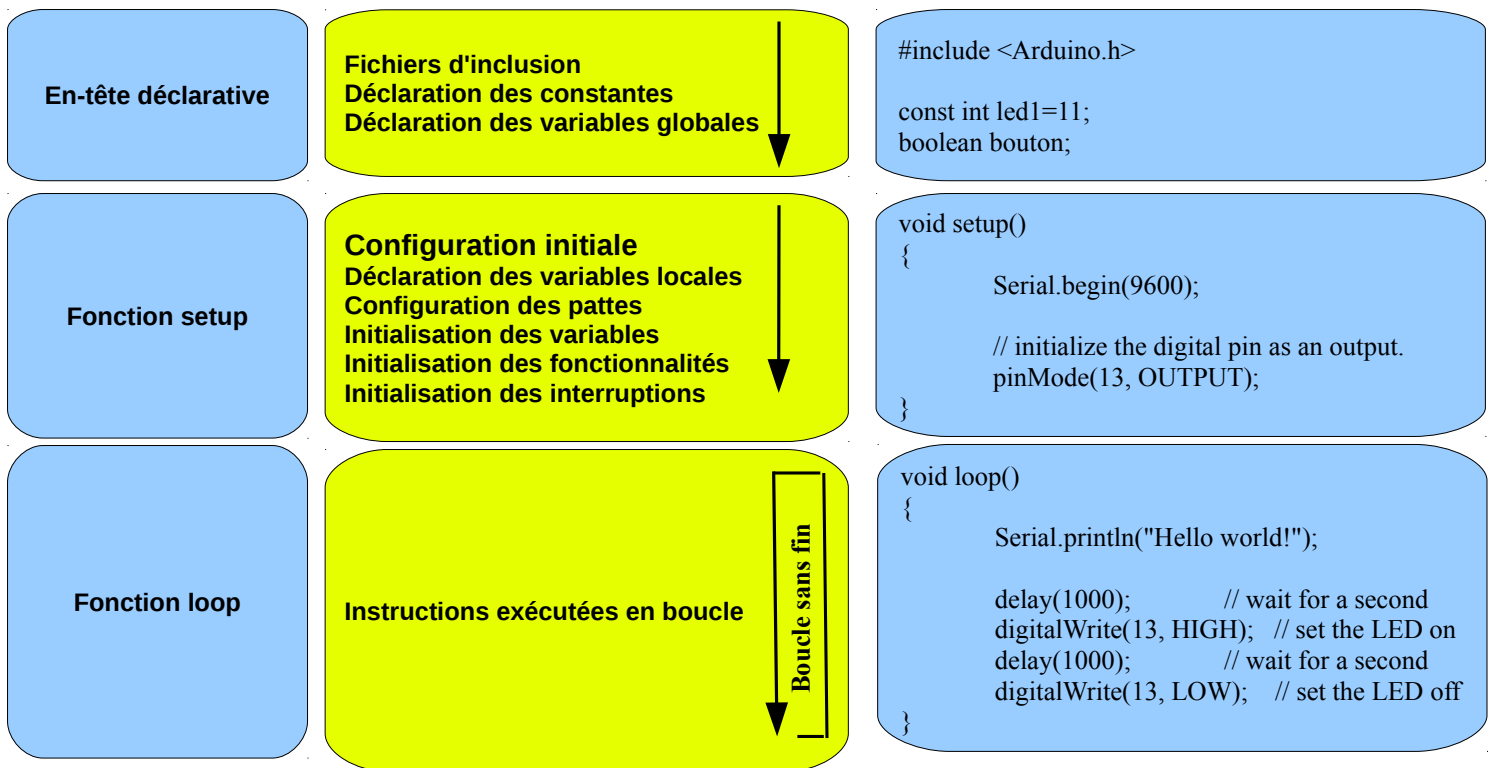 En-tête déclarative
Fichiers d'inclusion
Déclaration des constantes
Déclaration des variables globales
#include <Arduino.h>
const int led1=11;
boolean bouton;
Fonction setup
Configuration initiale
Déclaration des variables locales
Configuration des pattes
Initialisation des variables
Initialisation des fonctionnalités
Initialisation des interruptions
void setup()
{
Serial.begin(9600);
// initialize the digital pin as an output.
pinMode(13, OUTPUT);
}
Fonction loop
Instructions exécutées en boucle
Boucle sans fin
void loop()
{
Serial.println("Hello world!");
delay(1000); // wait for a second
digitalWrite(13, HIGH); // set the LED on
delay(1000); // wait for a second
digitalWrite(13, LOW); // set the LED off
}